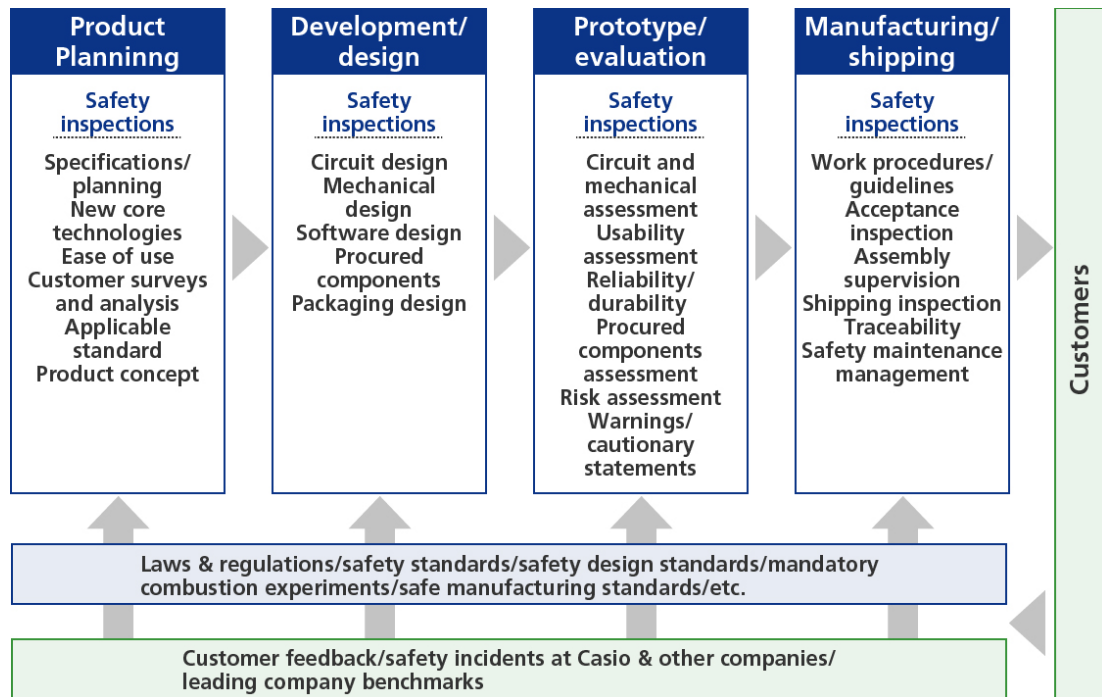 Product
Planninng
Safety
inspections
Specifications/
planning
New core
technologies
Ease of use
Customer surveys
and analysis
Applicable
standard
Product concept
Development/
design
Safety
inspections
Circuit design
Mechanical
design
Software design
Procured
components
Packaging design
Prototype/
evaluation
Safety
inspections
Circuit and
mechanical
assessment
Usability
assessment
Reliability/
durability
Procured
components
assessment
Risk assessment
Warnings/
cautionary
statements
Manufacturing/
shipping
Safety
inspections
Work procedures/
guidelines
Acceptance
inspection
Assembly
supervision
Shipping inspection
Traceability
Safety maintenance
management
Customers
Laws & regulations/safety standards/safety design standards/mandatory
combustion experiments/safe manufacturing standards/etc.
Customer feedback/safety incidents at Casio & other companies/
leading company benchmarks